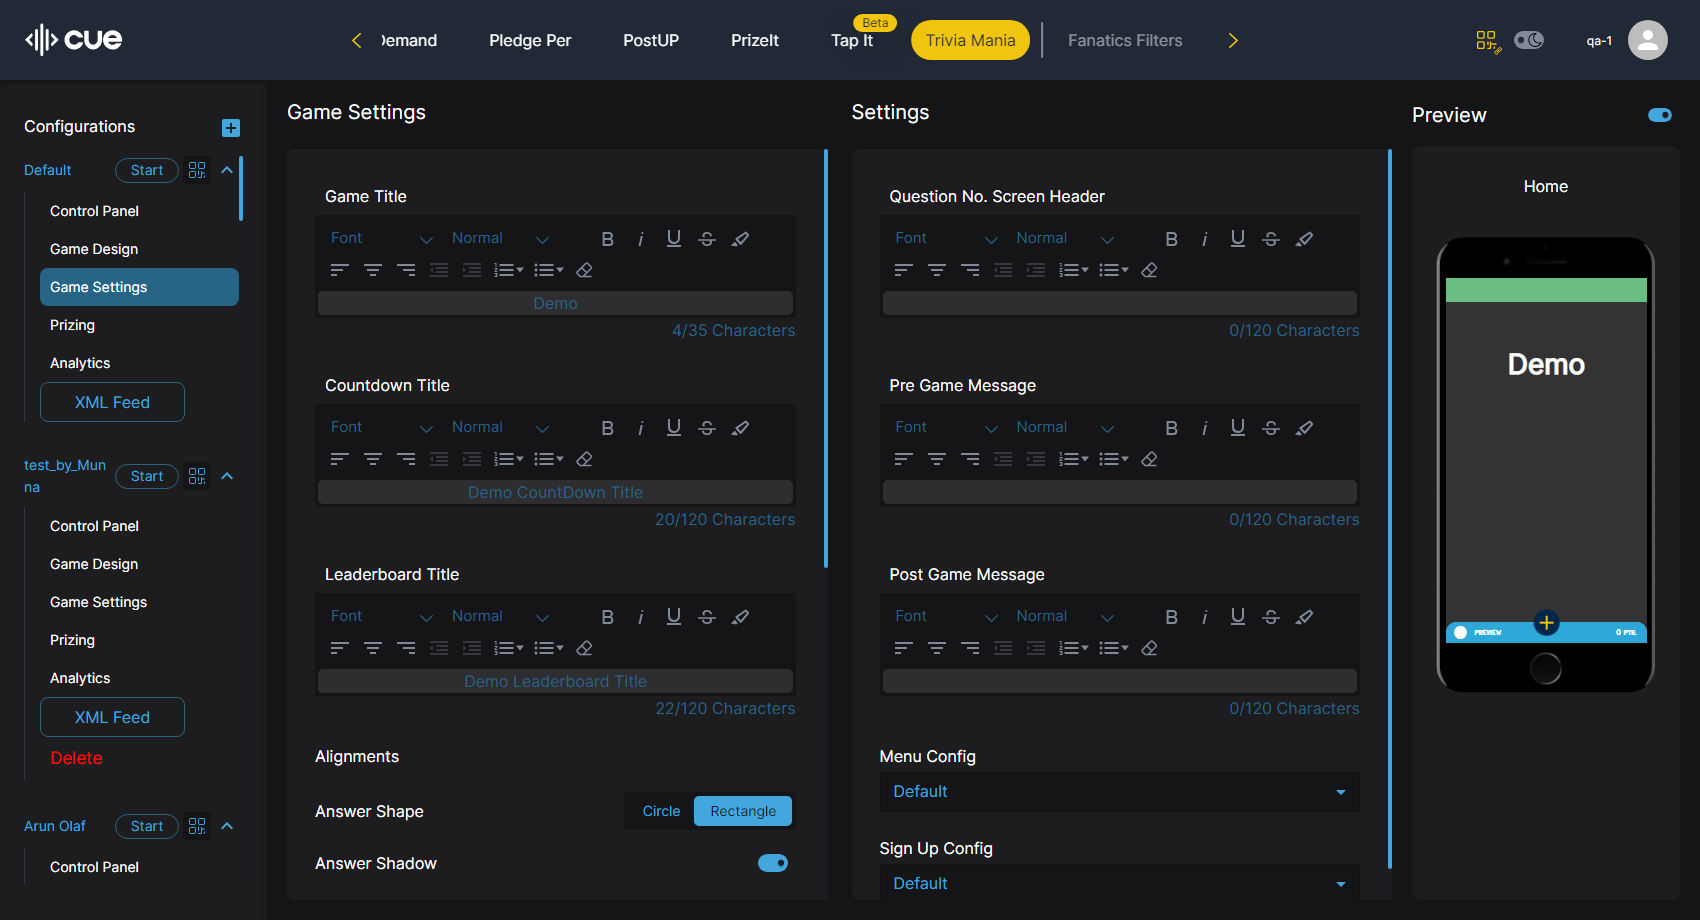 cue
Demand
Pledge Per
PostUP
PrizeIt
Beta
Tap It
Trivia Mania
Fanatics Filters
qa-1
Configurations
Default
Start
Control Panel
Game Design
Game Settings
Prizing
Analytics
XML Feed
test_by_Mun
na
Start
Control Panel
Game Design
Game Settings
Prizing
Analytics
XML Feed
Delete
Arun Olaf
Start
Control Panel
Game Settings
Game Title
Font
Normal
B
i
U
S
Demo
4/35 Characters
Countdown Title
Font
Normal
B
i
U
S
Demo CountDown Title
20/120 Characters
Leaderboard Title
Font
Normal
B
i
U
S
Demo Leaderboard Title
22/120 Characters
Alignments
Answer Shape
Circle
Rectangle
Answer Shadow
Settings
Question No. Screen Header
Font
Normal
B
i
U
S
0/120 Characters
Pre Game Message
Font
Normal
B
i
U
S
0/120 Characters
Post Game Message
Font
Normal
B
i
U
S
0/120 Characters
Menu Config
Default
Sign Up Config
Default
Preview
Home
Demo
PREVIEW
0 PTS.